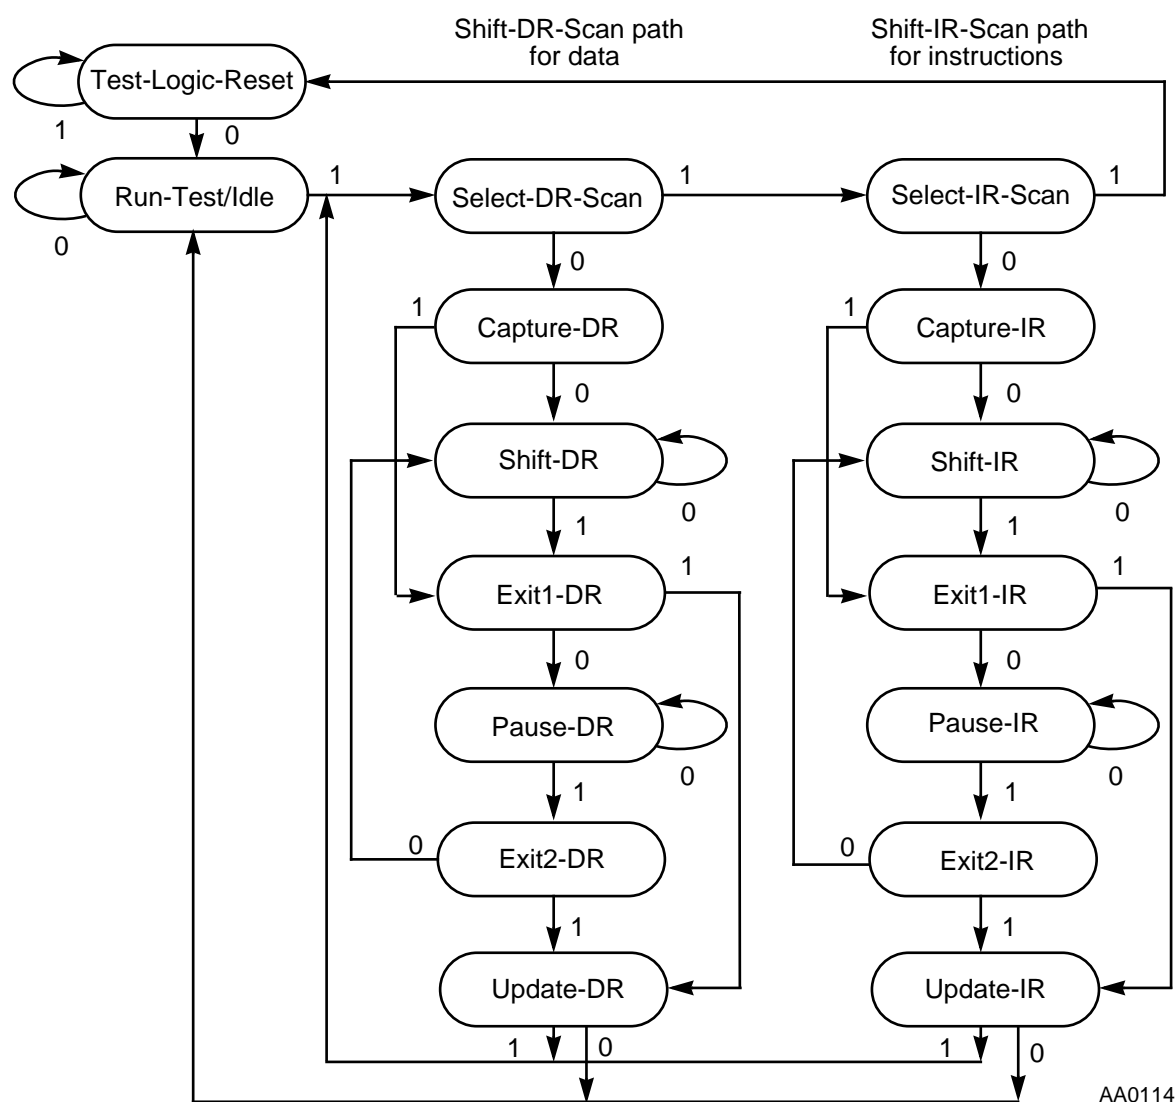 Shift-DR-Scan path
for data
Shift-IR-Scan path
for instructions
Test-Logic-Reset
1
0
Run-Test/Idle
1
Select-DR-Scan
1
Select-IR-Scan
1
0
0
0
1
Capture-DR
1
Capture-IR
0
0
Shift-DR
Shift-IR
0
0
1
1
Exit1-DR
1
Exit1-IR
1
0
0
Pause-DR
Pause-IR
0
0
1
1
0
Exit2-DR
0
Exit2-IR
1
1
Update-DR
Update-IR
1
0
1
0
AA0114